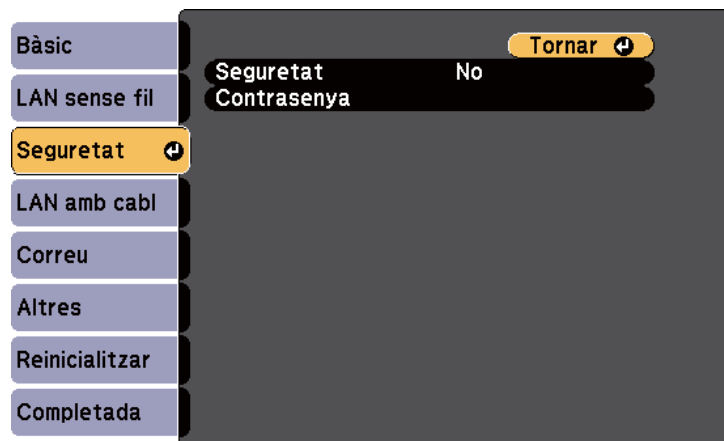 Bàsic
LAN sense fil
Seguretat
LAN amb cabl
Correu
Altres
Reinicialitzar
Completada
Tornar
Seguretat No
Contrasenya